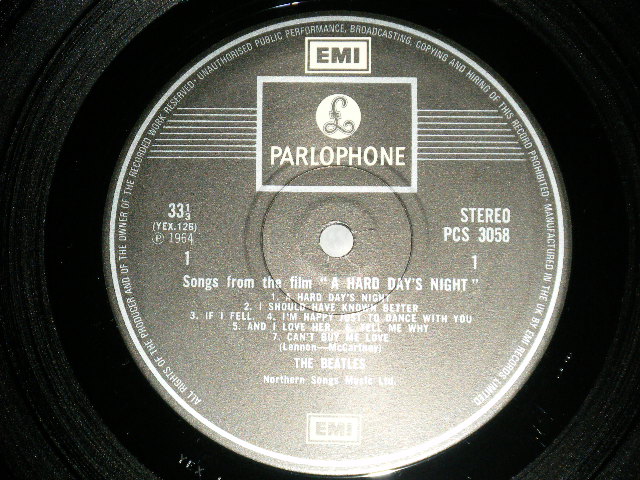 ALL RIGHTS OF THE PRODUCER AND OF THE OWNER OF THE RECORDED WORK RESERVED · UNAUTHORISED PUBLIC PERFORMANCE, BROADCASTING, COPYING AND HIRING OF THIS RECORD PROHIBITED · MANUFACTURED IN THE UK BY EMI RECORDS LIMITED
EMI
£
PARLOPHONE
33⅓
(YEX.126)
Ⓟ 1964
1
STEREO
PCS 3058
1
Songs from the film "A HARD DAY'S NIGHT"
1. A HARD DAY'S NIGHT
2. I SHOULD HAVE KNOWN BETTER
3. IF I FELL. 4. I'M HAPPY JUST TO DANCE WITH YOU
5. AND I LOVE HER. 6. TELL ME WHY
7. CAN'T BUY ME LOVE
(Lennon—McCartney)
THE BEATLES
Northern Songs Music Ltd.
EMI
YEX